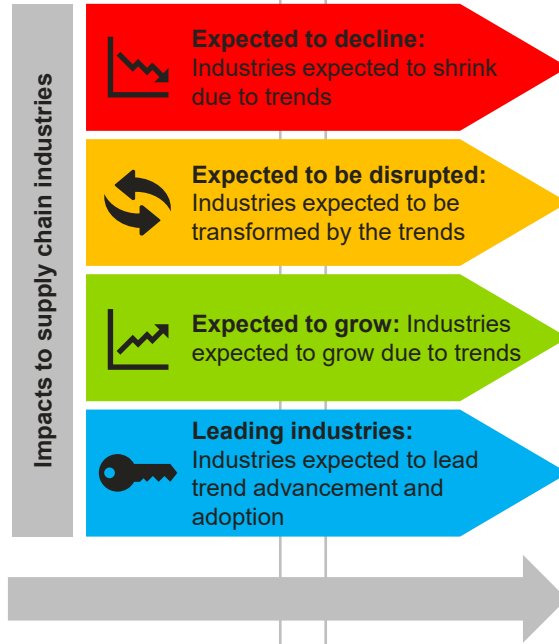 Impacts to supply chain industries
Expected to decline:
Industries expected to shrink
due to trends
Expected to be disrupted:
Industries expected to be
transformed by the trends
Expected to grow: Industries
expected to grow due to trends
Leading industries:
Industries expected to lead
trend advancement and
adoption